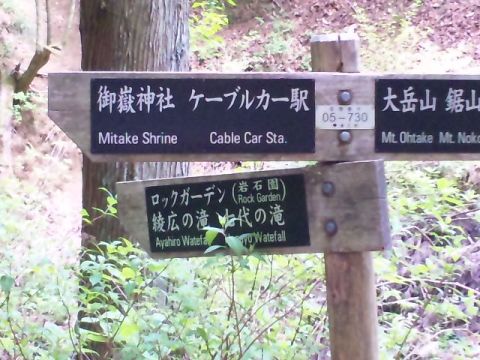 御嶽神社 ケーブルカー駅
Mitake Shrine Cable Car Sta.
05-730
大岳山 鋸山
Mt. Ohtake Mt. Noko
ロックガーデン (岩石園)
(Rock Garden)
綾広の滝 七代の滝
Ayahiro Watefall Watefall